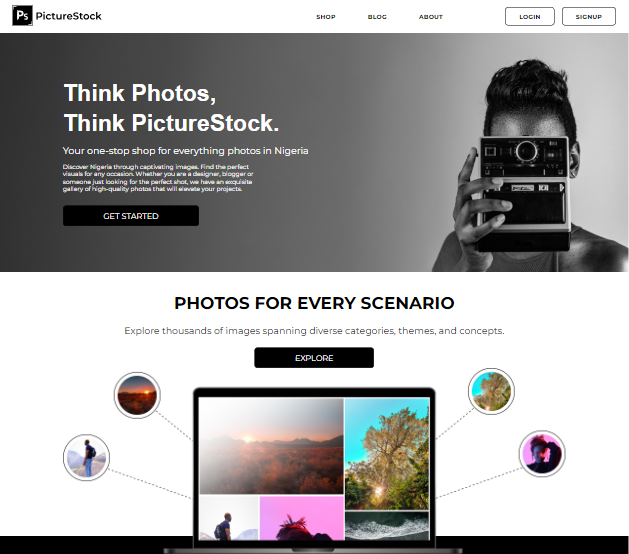 Ps PictureStock
SHOP BLOG ABOUT LOGIN SIGNUP
Think Photos,
Think PictureStock.
Your one-stop shop for everything photos in Nigeria
Discover Nigeria through captivating images. Find the perfect
visuals for any occasion. Whether you are a designer, blogger or
someone just looking for the perfect shot, we have an exquisite
gallery of high-quality photos that will elevate your projects.
GET STARTED
PHOTOS FOR EVERY SCENARIO
Explore thousands of images spanning diverse categories, themes, and concepts.
EXPLORE